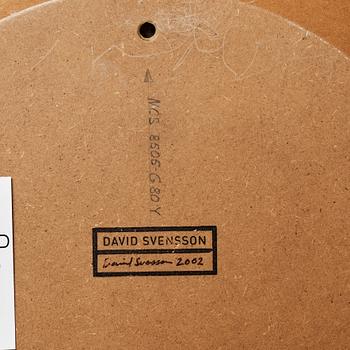 NCS 8505-G80Y
DAVID SVENSSON
David Svensson 2002
D